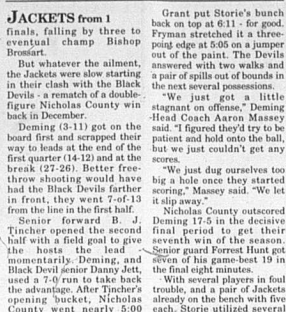 JACKETS from 1
finals, falling by three to
eventual champ Bishop
Brossart.
But whatever the ailment,
the Jackets were slow starting
in their clash with the Black
Devils - a rematch of a double-
figure Nicholas County win
back in December.
Deming (3-11) got on the
board first and scrapped their
way to leads at the end of the
first quarter (14-12) and at the
break (27-26). Better free-
throw shooting would have
had the Black Devils farther
in front, they went 7-of-13
from the line in the first half.
Senior forward B. J.
Tincher opened the second
half with a field goal to give
the hosts the lead
momentarily. Deming, and
Black Devil senior Danny Jett,
used a 7-0 run to take back
the advantage. After Tincher's
opening bucket, Nicholas
County went nearly 5:00
Grant put Storie's bunch
back on top at 6:11 - for good.
Fryman stretched it a three-
point edge at 5:05 on a jumper
out of the paint. The Devils
answered with two walks and
a pair of spills out of bounds in
the next several possessions.
"We just got a little
stagnant on offense," Deming
Head Coach Aaron Massey
said. "I figured they'd try to be
patient and hold onto the ball,
but we just couldn't get any
scores.
"We just dug ourselves too
big a hole once they started
scoring," Massey said. "We let
it slip away."
Nicholas County outscored
Deming 17-5 in the decisive
final period to get their
seventh win of the season.
Senior guard Forrest Hunt got
seven of his game-best 19 in
the final eight minutes.
With several players in foul
trouble, and a pair of Jackets
already on the bench with five
each, Storie utilized several